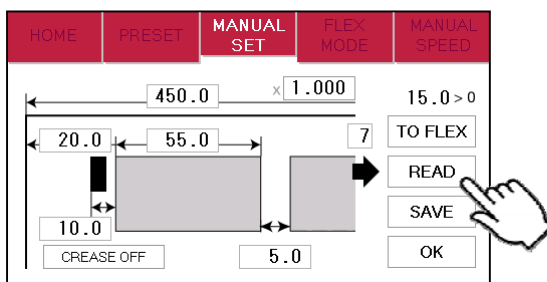 HOME
PRESET
MANUAL
SET
FLEX
MODE
MANUAL
SPEED
450.0
x 1.000
15.0>0
20.0
55.0
7
TO FLEX
READ
10.0
SAVE
CREASE OFF
5.0
OK